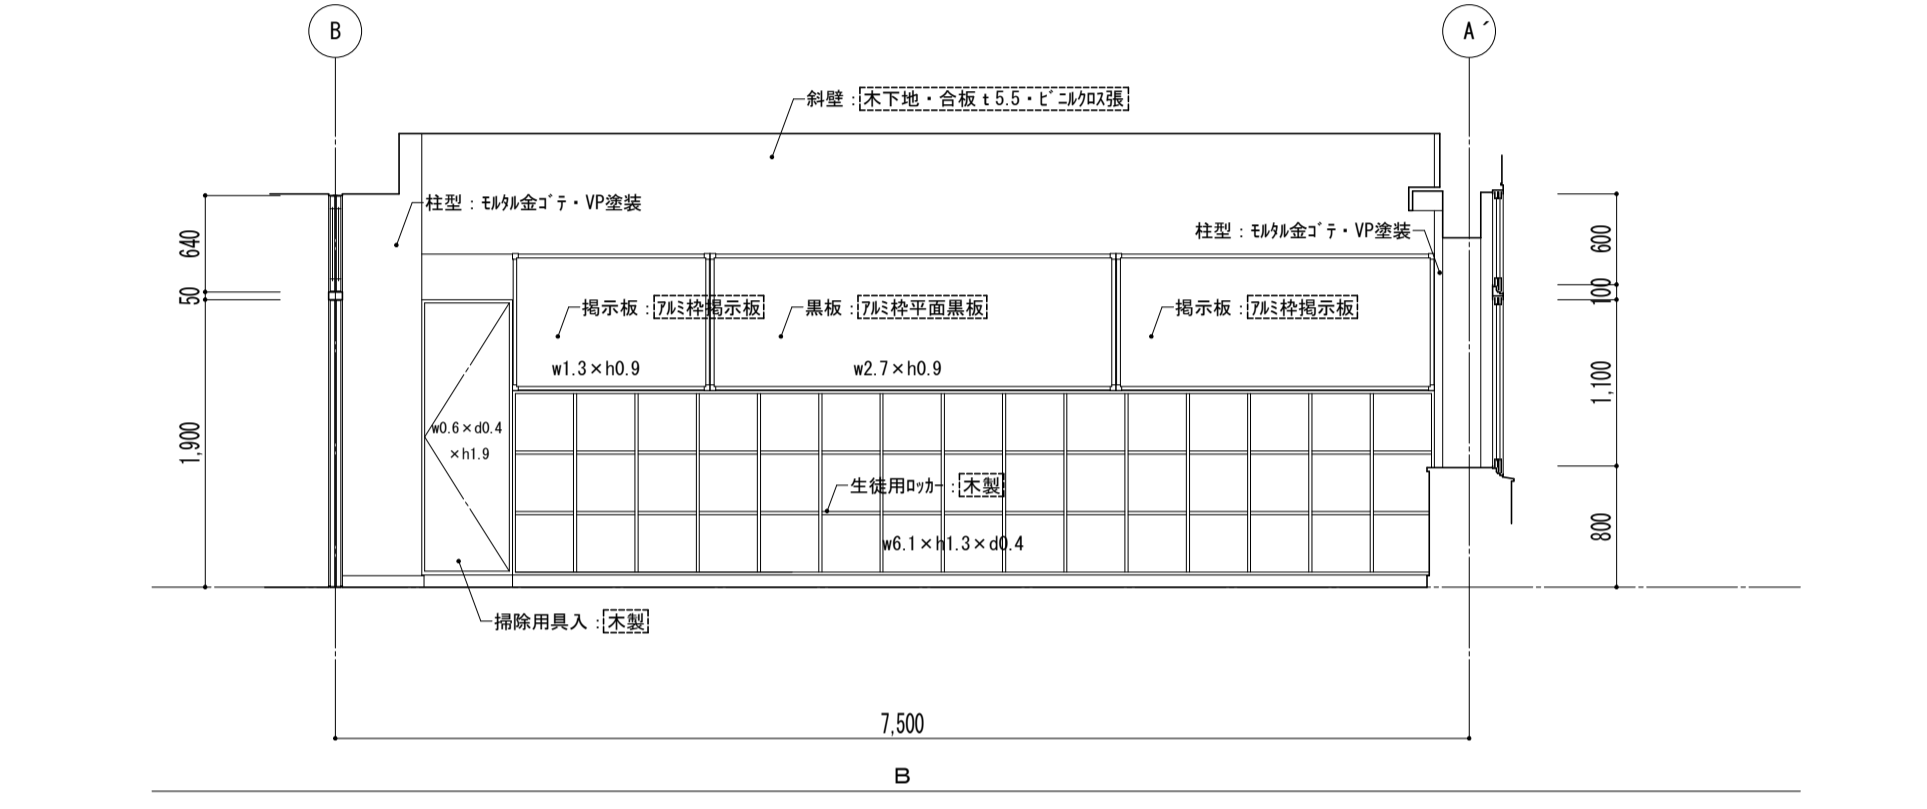 B
A´
斜壁：木下地・合板ｔ5.5・ﾋﾞﾆﾙｸﾛｽ張
柱型：ﾓﾙﾀﾙ金ｺﾞﾃ・VP塗装
柱型：ﾓﾙﾀﾙ金ｺﾞﾃ・VP塗装
640
50
1,900
600
100
1,100
800
掲示板：ｱﾙﾐ枠掲示板
黒板：ｱﾙﾐ枠平面黒板
掲示板：ｱﾙﾐ枠掲示板
w1.3×h0.9
w2.7×h0.9
w0.6×d0.4
×h1.9
生徒用ﾛｯｶｰ：木製
w6.1×h1.3×d0.4
掃除用具入：木製
7,500
B